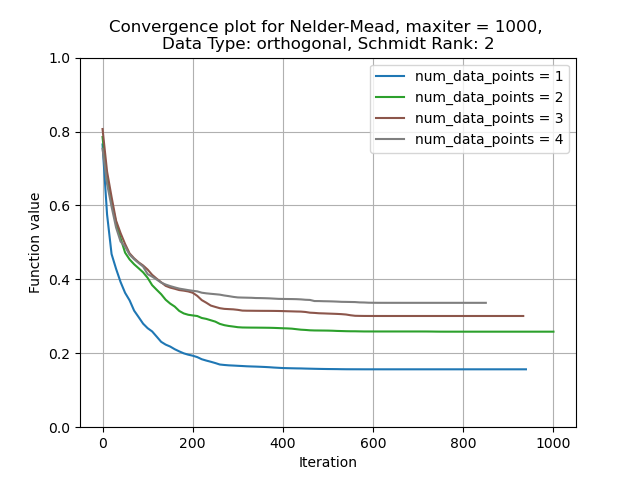 Convergence plot for Nelder-Mead, maxiter = 1000,
Data Type: orthogonal, Schmidt Rank: 2
num_data_points = 1
num_data_points = 2
num_data_points = 3
num_data_points = 4
Function value
1.0
0.8
0.6
0.4
0.2
0.0
0
200
400
600
800
1000
Iteration